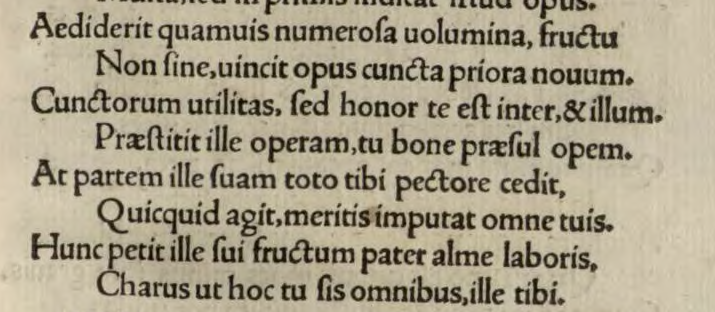 Aediderit quamuis numeroſa uolumina, fructu
Non ſine,uincit opus cuncta priora nouum.
Cunctorum utilitas, ſed honor te eſt inter,& illum.
Præſtitit ille operam,tu bone præſul opem.
At partem ille ſuam toto tibi pectore cedit,
Quicquid agit,meritis imputat omne tuis.
Hunc petit ille ſui fructum pater alme laboris,
Charus ut hoc tu ſis omnibus,ille tibi.